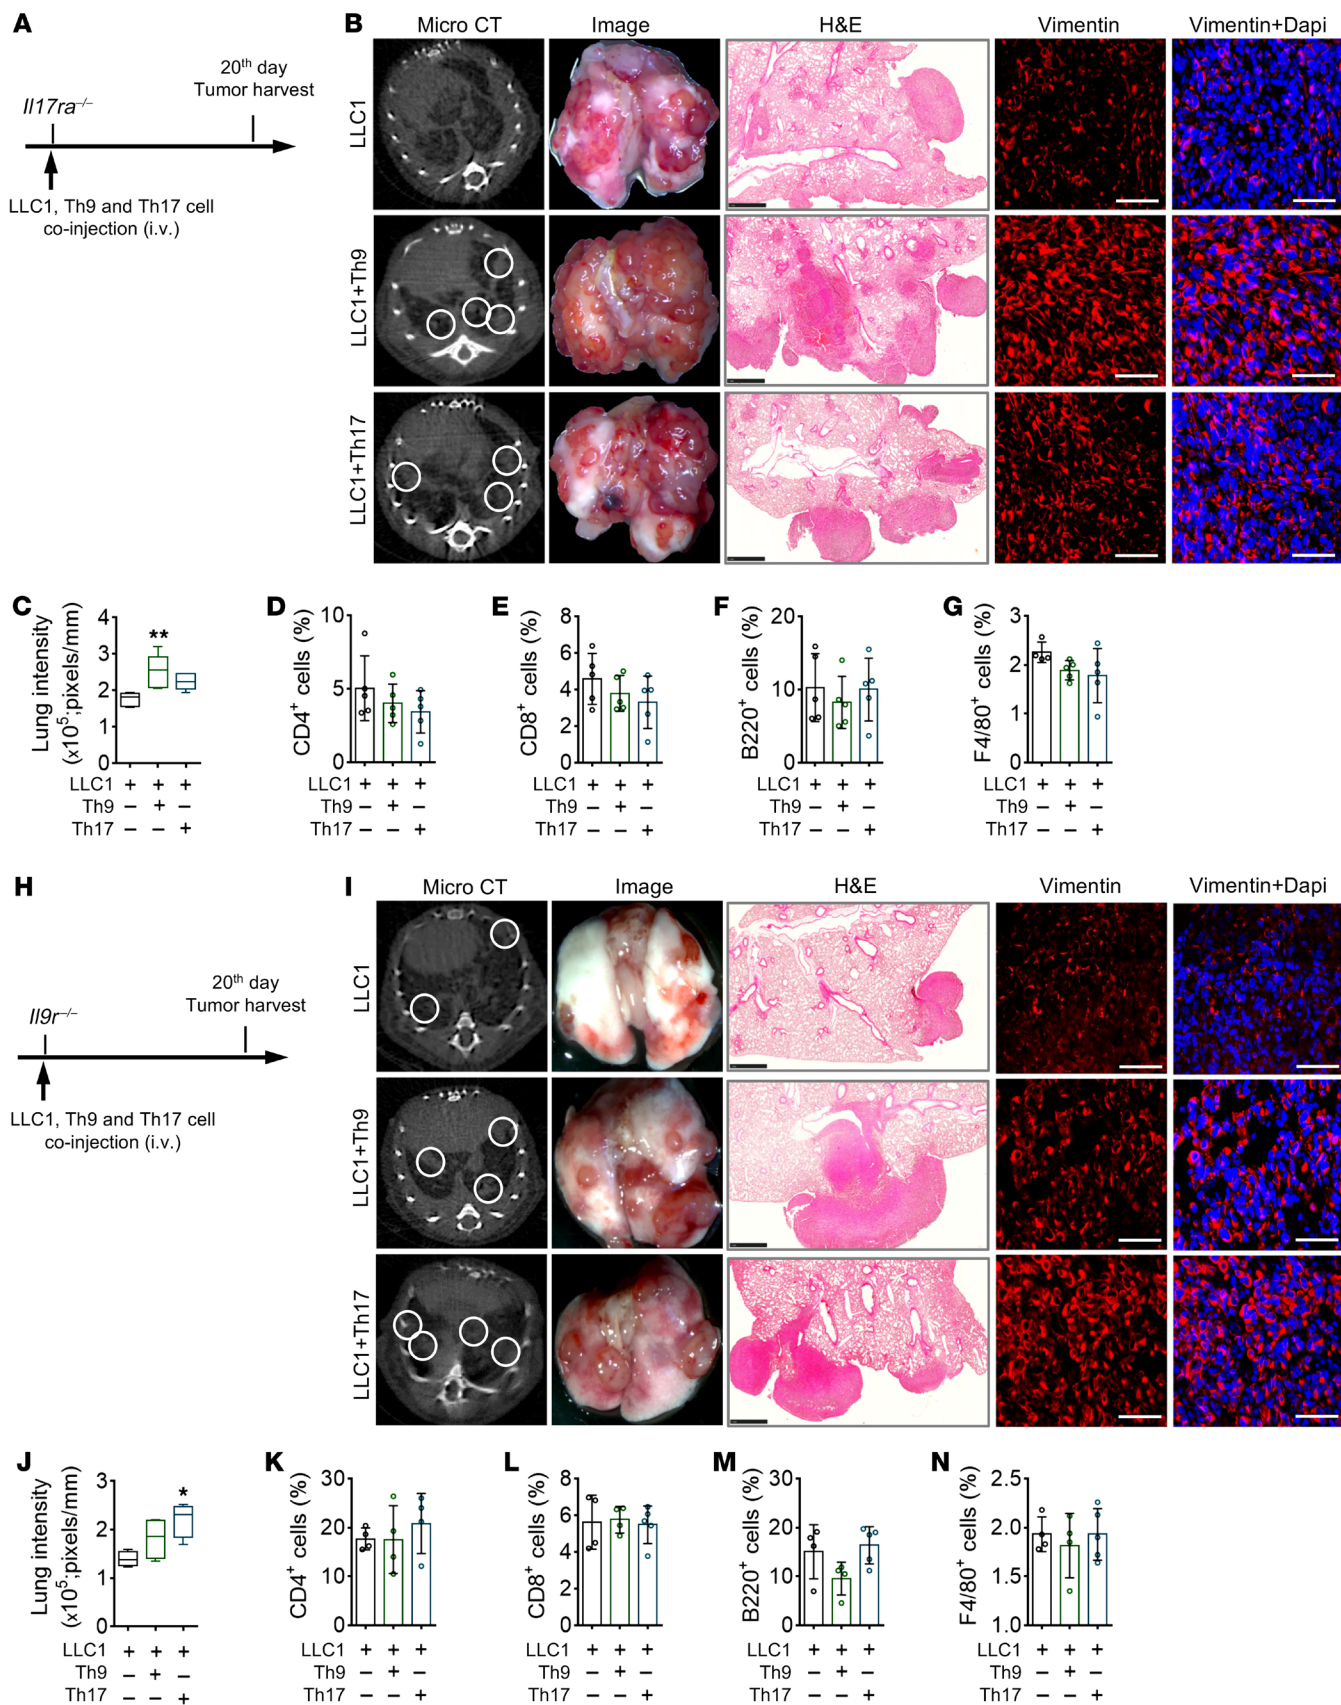 A
20th day
Tumor harvest
Il17ra–/–
LLC1, Th9 and Th17 cell
co-injection (i.v.)
B
Micro CT Image H&E Vimentin Vimentin+Dapi
LLC1
LLC1+Th9
LLC1+Th17
C
Lung intensity
(x10⁵;pixels/mm)
4
3
2
1
0
**
LLC1 + + +
Th9 – + –
Th17 – – +
D
CD4⁺ cells (%)
10
5
0
LLC1 + + +
Th9 – + –
Th17 – – +
E
CD8⁺ cells (%)
8
6
4
2
0
LLC1 + + +
Th9 – + –
Th17 – – +
F
B220⁺ cells (%)
20
10
0
LLC1 + + +
Th9 – + –
Th17 – – +
G
F4/80⁺ cells (%)
3
2
1
0
LLC1 + + +
Th9 – + –
Th17 – – +
H
20th day
Tumor harvest
Il9r–/–
LLC1, Th9 and Th17 cell
co-injection (i.v.)
I
Micro CT Image H&E Vimentin Vimentin+Dapi
LLC1
LLC1+Th9
LLC1+Th17
J
Lung intensity
(x10⁵;pixels/mm)
3
2
1
0
*
LLC1 + + +
Th9 – + –
Th17 – – +
K
CD4⁺ cells (%)
30
20
10
0
LLC1 + + +
Th9 – + –
Th17 – – +
L
CD8⁺ cells (%)
8
6
4
2
0
LLC1 + + +
Th9 – + –
Th17 – – +
M
B220⁺ cells (%)
30
20
10
0
LLC1 + + +
Th9 – + –
Th17 – – +
N
F4/80⁺ cells (%)
2.5
2.0
1.5
1.0
LLC1 + + +
Th9 – + –
Th17 – – +